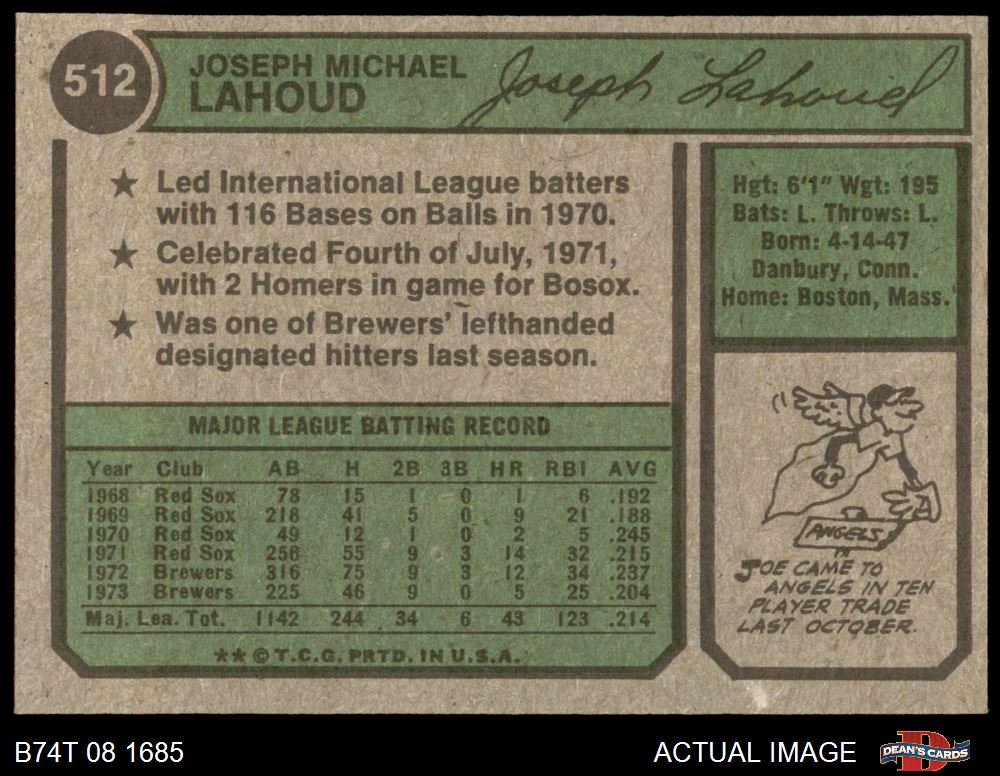 512
JOSEPH MICHAEL
LAHOUD
Joseph Lahoud
★ Led International League batters
with 116 Bases on Balls in 1970.
★ Celebrated Fourth of July, 1971,
with 2 Homers in game for Bosox.
★ Was one of Brewers' lefthanded
designated hitters last season.
MAJOR LEAGUE BATTING RECORD
Year Club AB H 2B 3B HR RBI AVG
1968 Red Sox 78 15 1 0 1 6 .192
1969 Red Sox 218 41 5 0 9 21 .188
1970 Red Sox 49 12 1 0 2 5 .245
1971 Red Sox 256 55 9 3 14 32 .215
1972 Brewers 316 75 9 3 12 34 .237
1973 Brewers 225 46 9 0 5 25 .204
Maj. Lea. Tot. 1142 244 34 6 43 123 .214
★★ © T.C.G. PRTD. IN U.S.A.
Hgt: 6'1" Wgt: 195
Bats: L. Throws: L.
Born: 4-14-47
Danbury, Conn.
Home: Boston, Mass.
ANGELS
JOE CAME TO
ANGELS IN TEN
PLAYER TRADE
LAST OCTOBER.
B74T 08 1685
ACTUAL IMAGE
DEAN'S CARDS